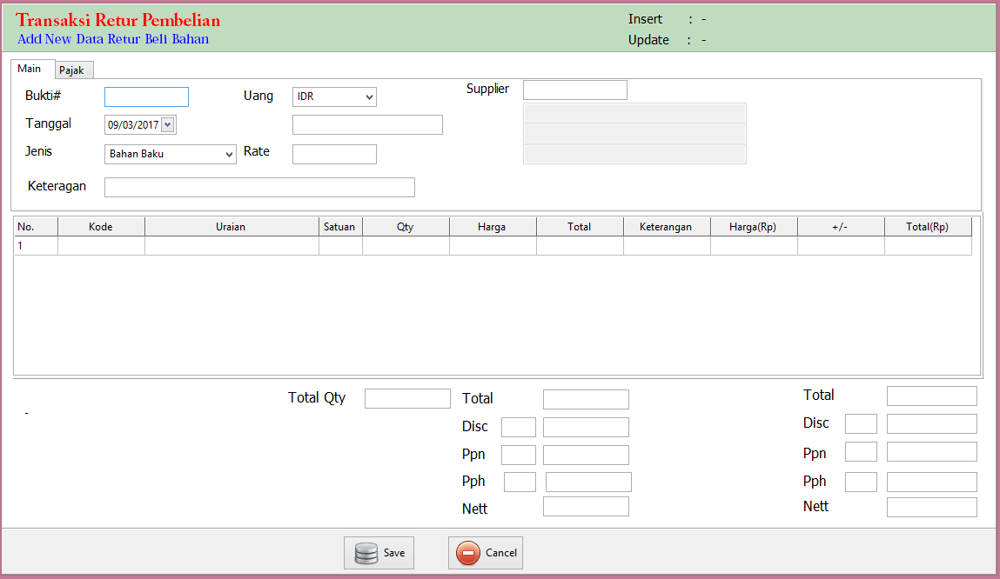 Transaksi Retur Pembelian
Add New Data Retur Beli Bahan
Insert : -
Update : -
Main Pajak
Bukti# Uang IDR Supplier
Tanggal 09/03/2017
Jenis Bahan Baku Rate
Keteragan
No. Kode Uraian Satuan Qty Harga Total Keterangan Harga(Rp) +/- Total(Rp)
1
-
Total Qty Total Total
Disc Disc
Ppn Ppn
Pph Pph
Nett Nett
Save Cancel